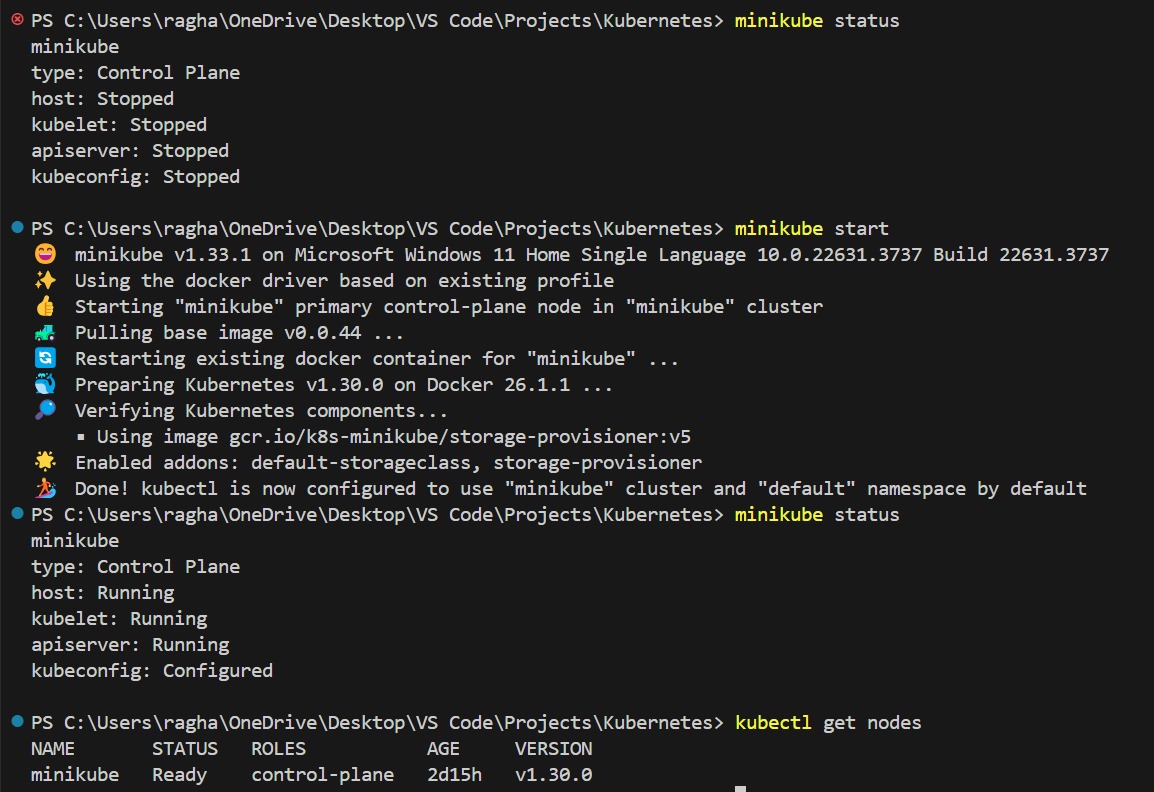 PS C:\Users\ragha\OneDrive\Desktop\VS Code\Projects\Kubernetes> minikube status
minikube
type: Control Plane
host: Stopped
kubelet: Stopped
apiserver: Stopped
kubeconfig: Stopped
PS C:\Users\ragha\OneDrive\Desktop\VS Code\Projects\Kubernetes> minikube start
😄 minikube v1.33.1 on Microsoft Windows 11 Home Single Language 10.0.22631.3737 Build 22631.3737
✨ Using the docker driver based on existing profile
👍 Starting "minikube" primary control-plane node in "minikube" cluster
🚜 Pulling base image v0.0.44 ...
🔄 Restarting existing docker container for "minikube" ...
🐳 Preparing Kubernetes v1.30.0 on Docker 26.1.1 ...
🔎 Verifying Kubernetes components...
▪ Using image gcr.io/k8s-minikube/storage-provisioner:v5
🌟 Enabled addons: default-storageclass, storage-provisioner
🏄 Done! kubectl is now configured to use "minikube" cluster and "default" namespace by default
PS C:\Users\ragha\OneDrive\Desktop\VS Code\Projects\Kubernetes> minikube status
minikube
type: Control Plane
host: Running
kubelet: Running
apiserver: Running
kubeconfig: Configured
PS C:\Users\ragha\OneDrive\Desktop\VS Code\Projects\Kubernetes> kubectl get nodes
NAME STATUS ROLES AGE VERSION
minikube Ready control-plane 2d15h v1.30.0